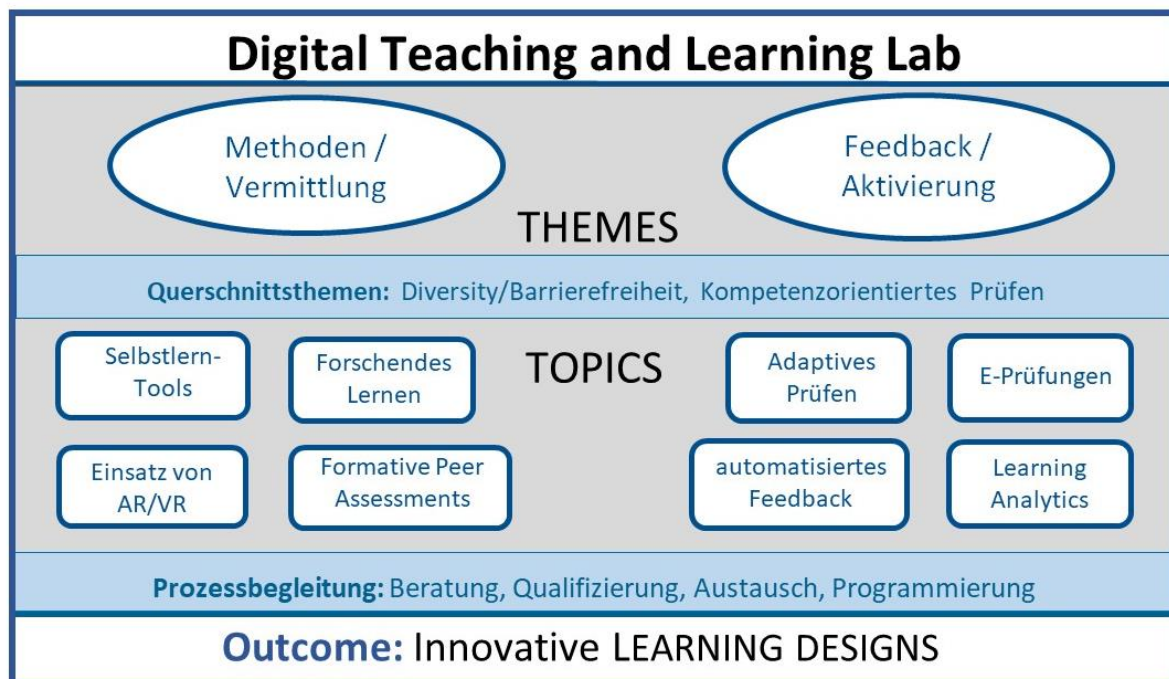 Digital Teaching and Learning Lab
Methoden /
Vermittlung
Feedback /
Aktivierung
THEMES
Querschnittsthemen: Diversity/Barrierefreiheit, Kompetenzorientiertes Prüfen
TOPICS
Selbstlern-
Tools
Forschendes
Lernen
Adaptives
Prüfen
E-Prüfungen
Einsatz von
AR/VR
Formative Peer
Assessments
automatisiertes
Feedback
Learning
Analytics
Prozessbegleitung: Beratung, Qualifizierung, Austausch, Programmierung
Outcome: Innovative LEARNING DESIGNS